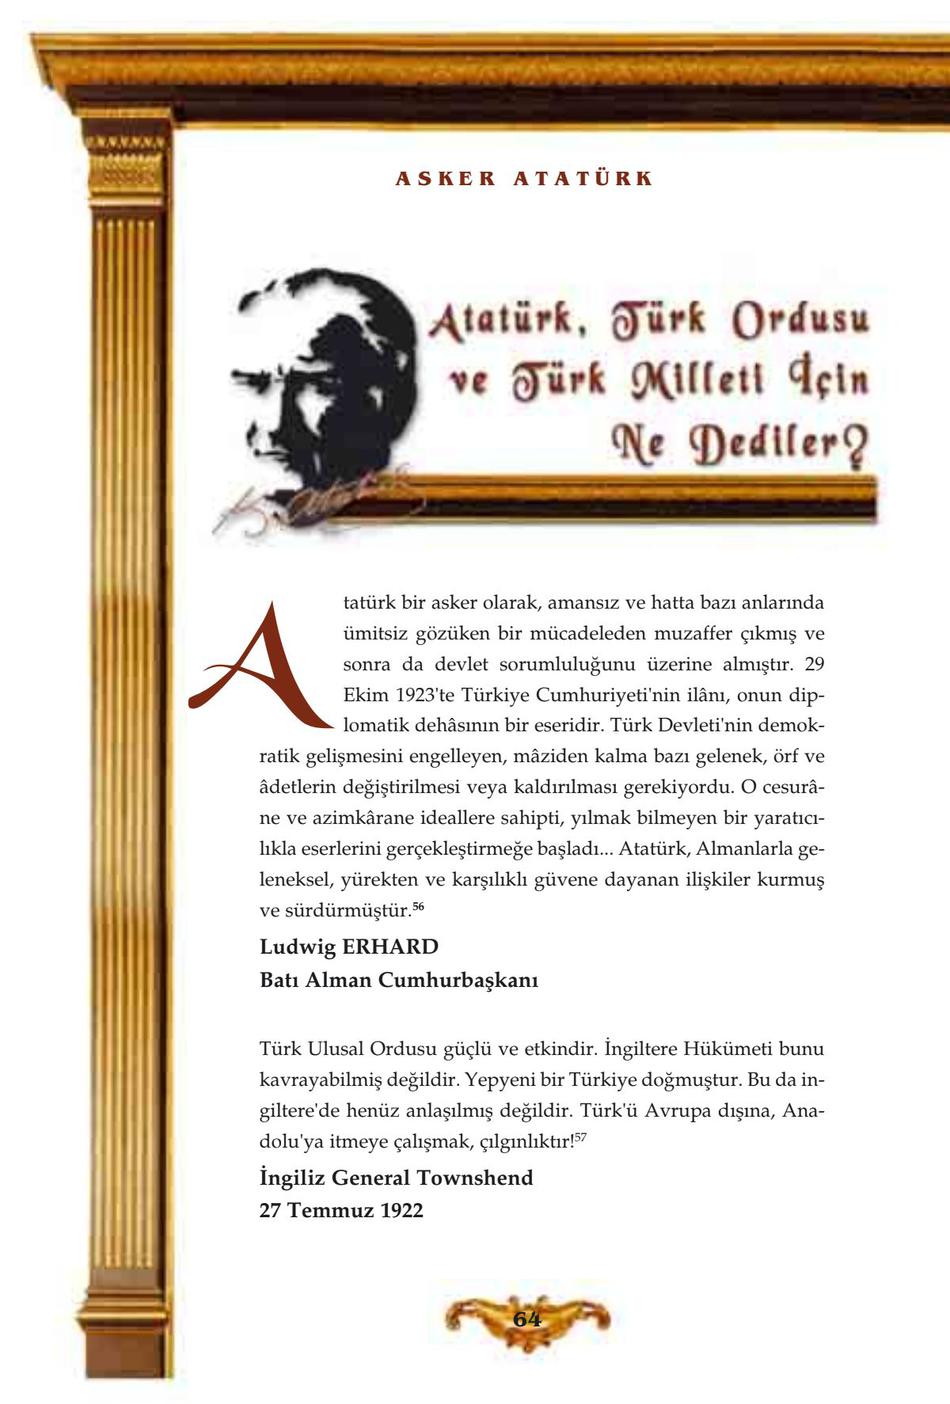 ASKER ATATÜRK
Atatürk, Türk Ordusu
ve Türk Milleti İçin
Ne Dediler?
K. Atatürk
Atatürk bir asker olarak, amansız ve hatta bazı anlarında
ümitsiz gözüken bir mücadeleden muzaffer çıkmış ve
sonra da devlet sorumluluğunu üzerine almıştır. 29
Ekim 1923'te Türkiye Cumhuriyeti'nin ilânı, onun dip-
lomatik dehâsının bir eseridir. Türk Devleti'nin demok-
ratik gelişmesini engelleyen, mâziden kalma bazı gelenek, örf ve
âdetlerin değiştirilmesi veya kaldırılması gerekiyordu. O cesurâ-
ne ve azimkârane ideallere sahipti, yılmak bilmeyen bir yaratıcı-
lıkla eserlerini gerçekleştirmeğe başladı... Atatürk, Almanlarla ge-
leneksel, yürekten ve karşılıklı güvene dayanan ilişkiler kurmuş
ve sürdürmüştür.56
Ludwig ERHARD
Batı Alman Cumhurbaşkanı
Türk Ulusal Ordusu güçlü ve etkindir. İngiltere Hükümeti bunu
kavrayabilmiş değildir. Yepyeni bir Türkiye doğmuştur. Bu da in-
giltere'de henüz anlaşılmış değildir. Türk'ü Avrupa dışına, Ana-
dolu'ya itmeye çalışmak, çılgınlıktır!57
İngiliz General Townshend
27 Temmuz 1922
64